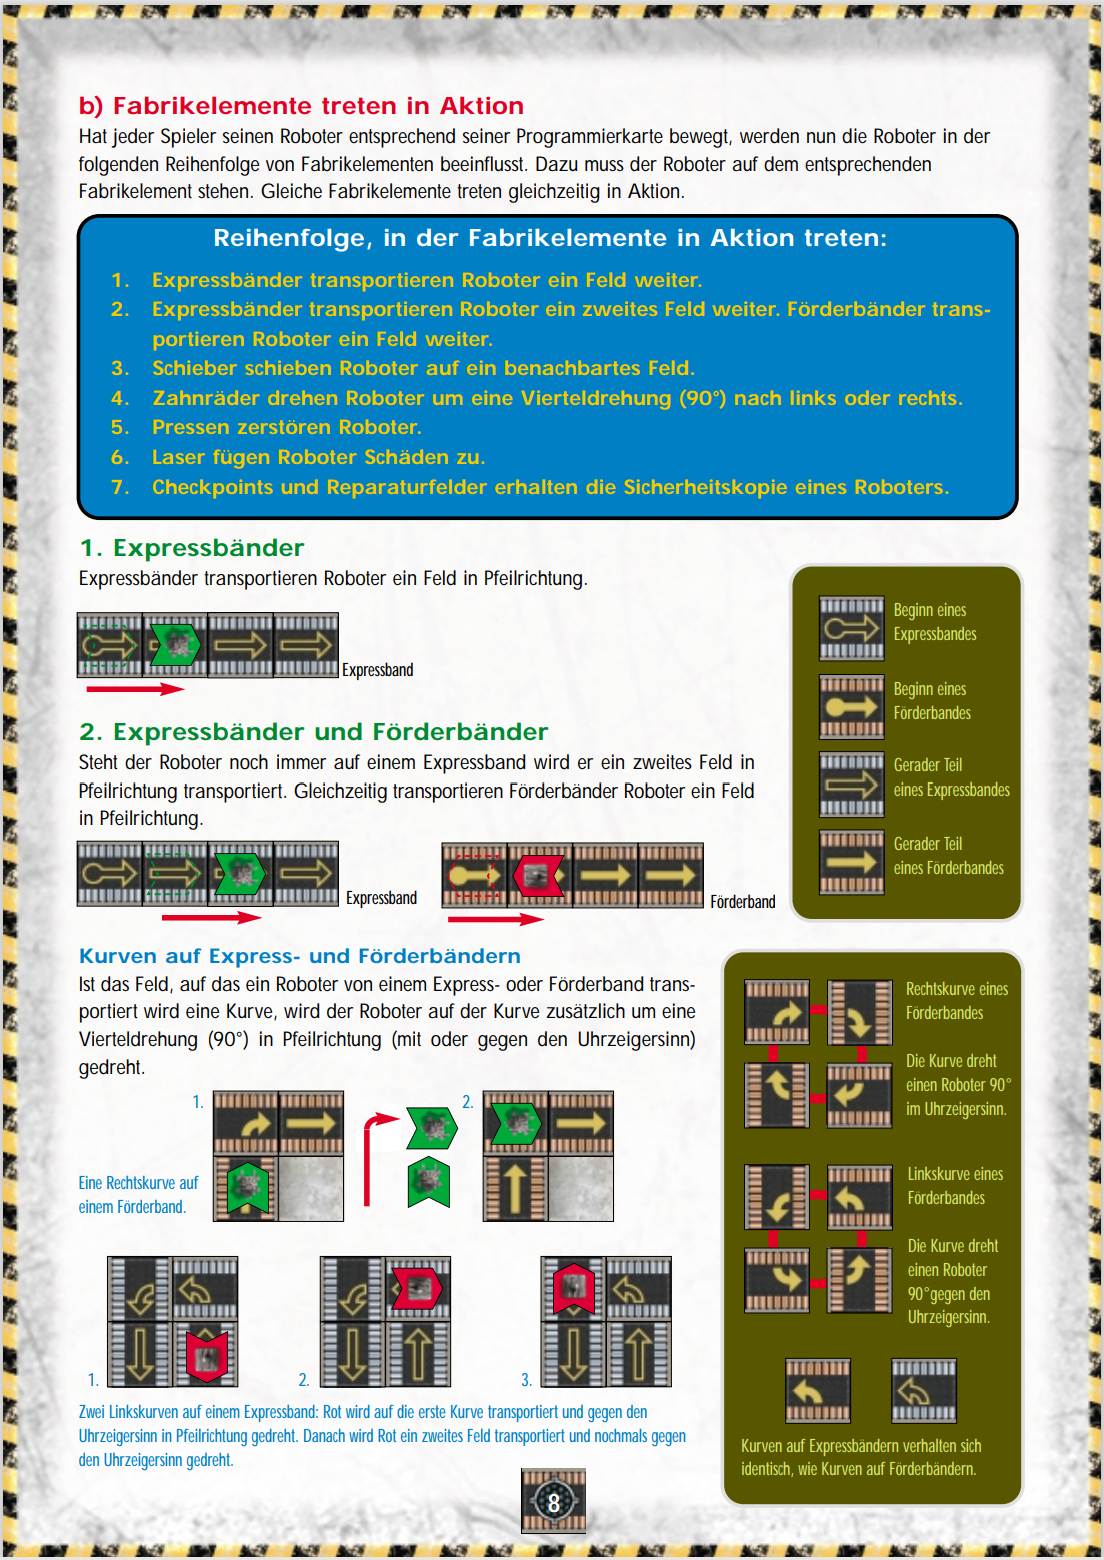 b) Fabrikelemente treten in Aktion
Hat jeder Spieler seinen Roboter entsprechend seiner Programmierkarte bewegt, werden nun die Roboter in der
folgenden Reihenfolge von Fabrikelementen beeinflusst. Dazu muss der Roboter auf dem entsprechenden
Fabrikelement stehen. Gleiche Fabrikelemente treten gleichzeitig in Aktion.
Reihenfolge, in der Fabrikelemente in Aktion treten:
1. Expressbänder transportieren Roboter ein Feld weiter.
2. Expressbänder transportieren Roboter ein zweites Feld weiter. Förderbänder trans-
portieren Roboter ein Feld weiter.
3. Schieber schieben Roboter auf ein benachbartes Feld.
4. Zahnräder drehen Roboter um eine Vierteldrehung (90°) nach links oder rechts.
5. Pressen zerstören Roboter.
6. Laser fügen Roboter Schäden zu.
7. Checkpoints und Reparaturfelder erhalten die Sicherheitskopie eines Roboters.
1. Expressbänder
Expressbänder transportieren Roboter ein Feld in Pfeilrichtung.
Expressband
Beginn eines
Expressbandes
Beginn eines
Förderbandes
Gerader Teil
eines Expressbandes
Gerader Teil
eines Förderbandes
2. Expressbänder und Förderbänder
Steht der Roboter noch immer auf einem Expressband wird er ein zweites Feld in
Pfeilrichtung transportiert. Gleichzeitig transportieren Förderbänder Roboter ein Feld
in Pfeilrichtung.
Expressband
Förderband
Kurven auf Express- und Förderbändern
Ist das Feld, auf das ein Roboter von einem Express- oder Förderband trans-
portiert wird eine Kurve, wird der Roboter auf der Kurve zusätzlich um eine
Vierteldrehung (90°) in Pfeilrichtung (mit oder gegen den Uhrzeigersinn)
gedreht.
1.
2.
Eine Rechtskurve auf
einem Förderband.
1.
2.
3.
Zwei Linkskurven auf einem Expressband: Rot wird auf die erste Kurve transportiert und gegen den
Uhrzeigersinn in Pfeilrichtung gedreht. Danach wird Rot ein zweites Feld transportiert und nochmals gegen
den Uhrzeigersinn gedreht.
Rechtskurve eines
Förderbandes
Die Kurve dreht
einen Roboter 90°
im Uhrzeigersinn.
Linkskurve eines
Förderbandes
Die Kurve dreht
einen Roboter
90°gegen den
Uhrzeigersinn.
Kurven auf Expressbändern verhalten sich
identisch, wie Kurven auf Förderbändern.
8